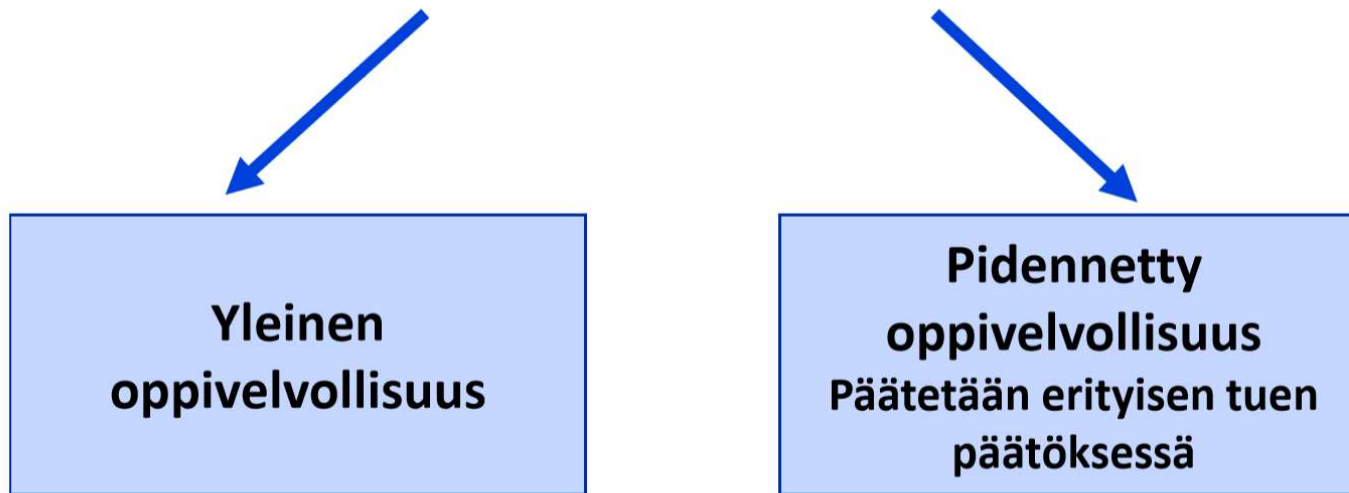 Yleinen
oppivelvollisuus
Pidennetty
oppivelvollisuus
Päätetään erityisen tuen
päätöksessä